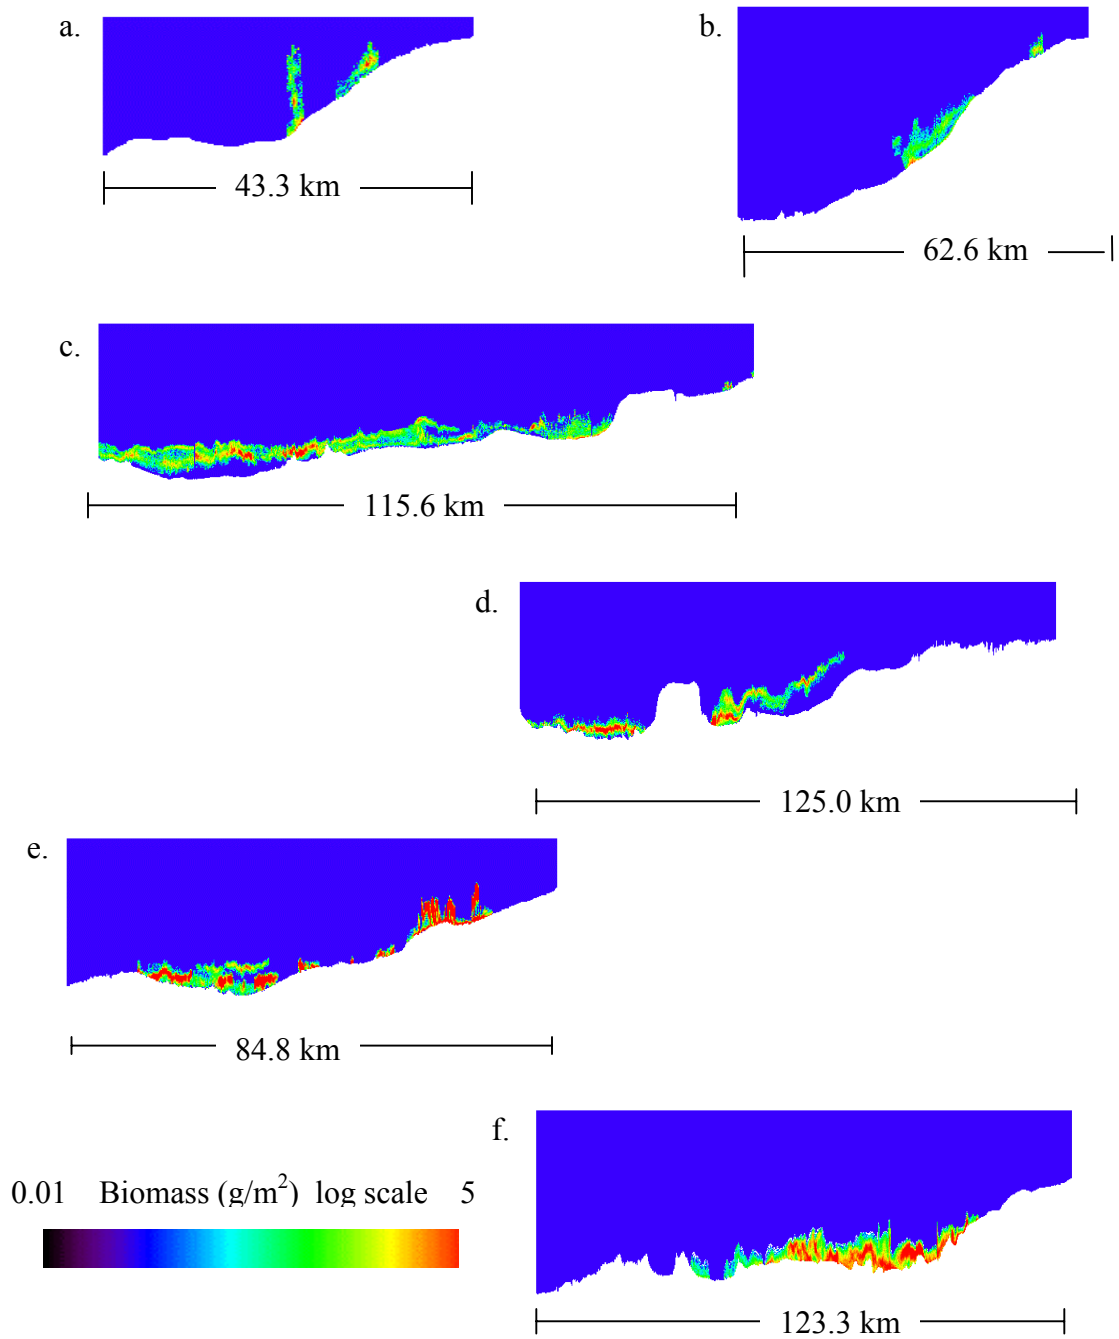 a.
b.
43.3 km
62.6 km
c.
115.6 km
d.
125.0 km
e.
84.8 km
f.
0.01 Biomass (g/m²) log scale 5
123.3 km